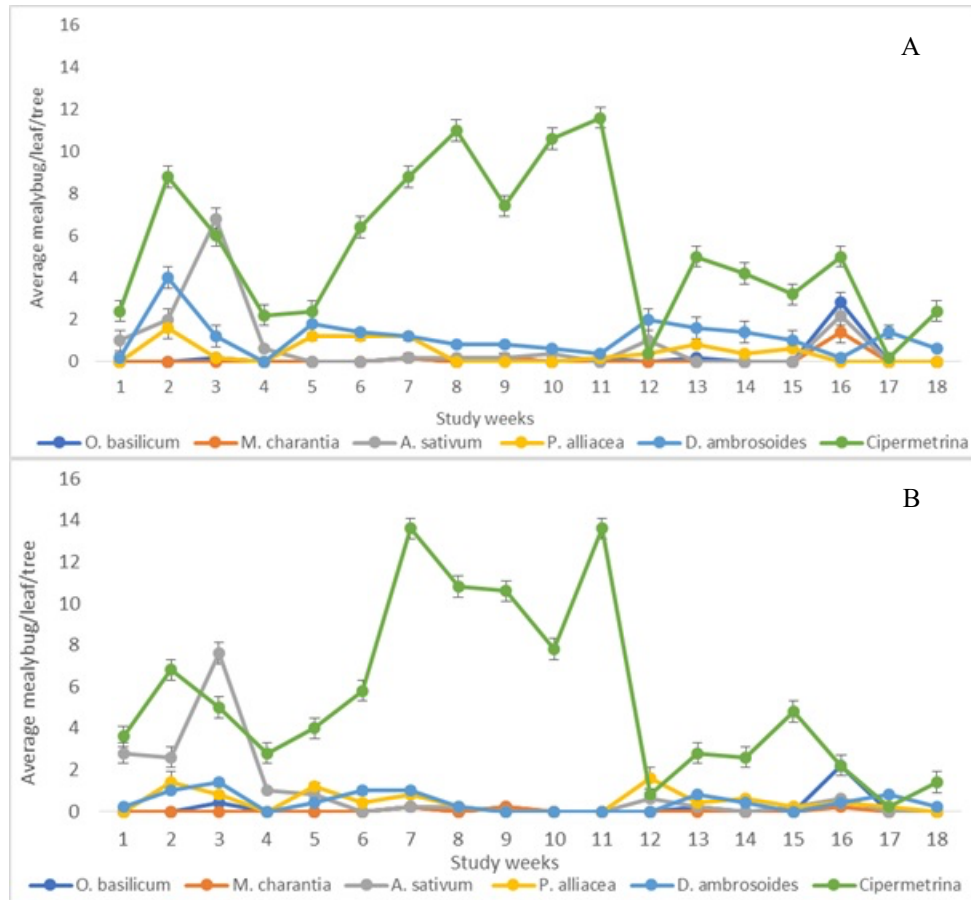 A
16
14
12
10
8
6
4
2
0
Average mealybug/leaf/tree
1 2 3 4 5 6 7 8 9 10 11 12 13 14 15 16 17 18
Study weeks
O. basilicum M. charantia A. sativum P. alliacea D. ambrosoides Cipermetrina
B
16
14
12
10
8
6
4
2
0
Average mealybug/leaf/tree
1 2 3 4 5 6 7 8 9 10 11 12 13 14 15 16 17 18
Study weeks
O. basilicum M. charantia A. sativum P. alliacea D. ambrosoides Cipermetrina